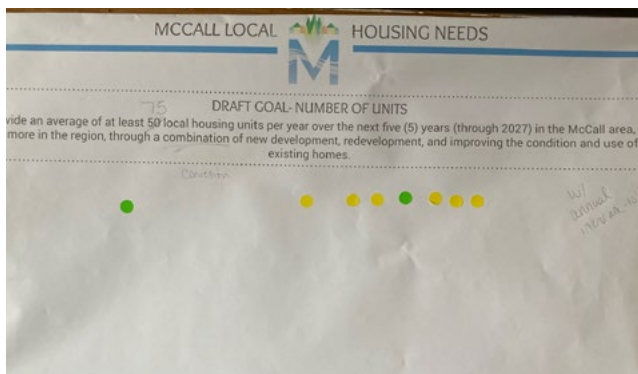 MCCALL LOCAL HOUSING NEEDS
M
75
DRAFT GOAL- NUMBER OF UNITS
vide an average of at least 50 local housing units per year over the next five (5) years (through 2027) in the McCall area,
more in the region, through a combination of new development, redevelopment, and improving the condition and use of
existing homes.
w/
annual